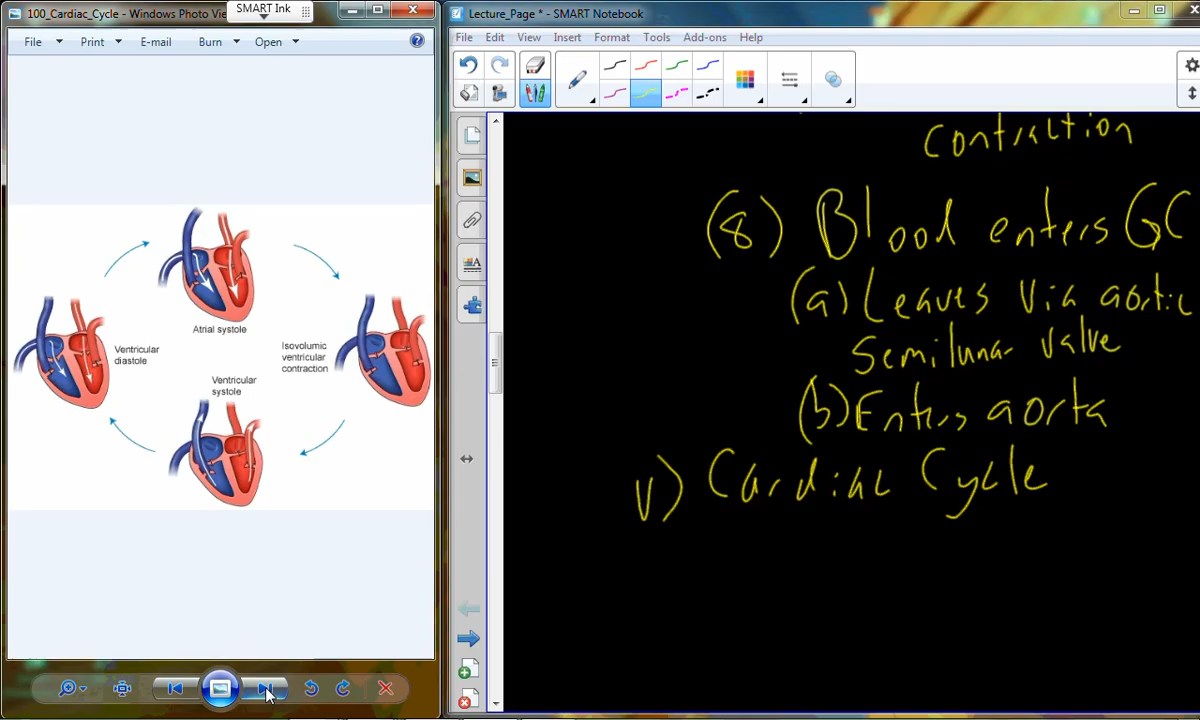 100_Cardiac_Cycle - Windows Photo Vie
SMART Ink
File Print E-mail Burn Open
Atrial systole
Ventricular
diastole
Isovolumic
ventricular
contraction
Ventricular
systole
Lecture_Page * - SMART Notebook
File Edit View Insert Format Tools Add-ons Help
Contraction
(8) Blood enters GC
(a) Leaves via aortic
Semilunar valve
(b) Enters aorta
v) Cardiac Cycle